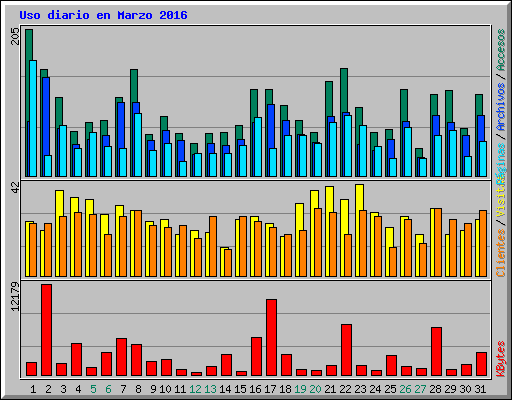 Uso diario en Marzo 2016
205
42
12179
Accesos / Archivos / Páginas
Visitas / Clientes
KBytes
1 2 3 4 5 6 7 8 9 10 11 12 13 14 15 16 17 18 19 20 21 22 23 24 25 26 27 28 29 30 31